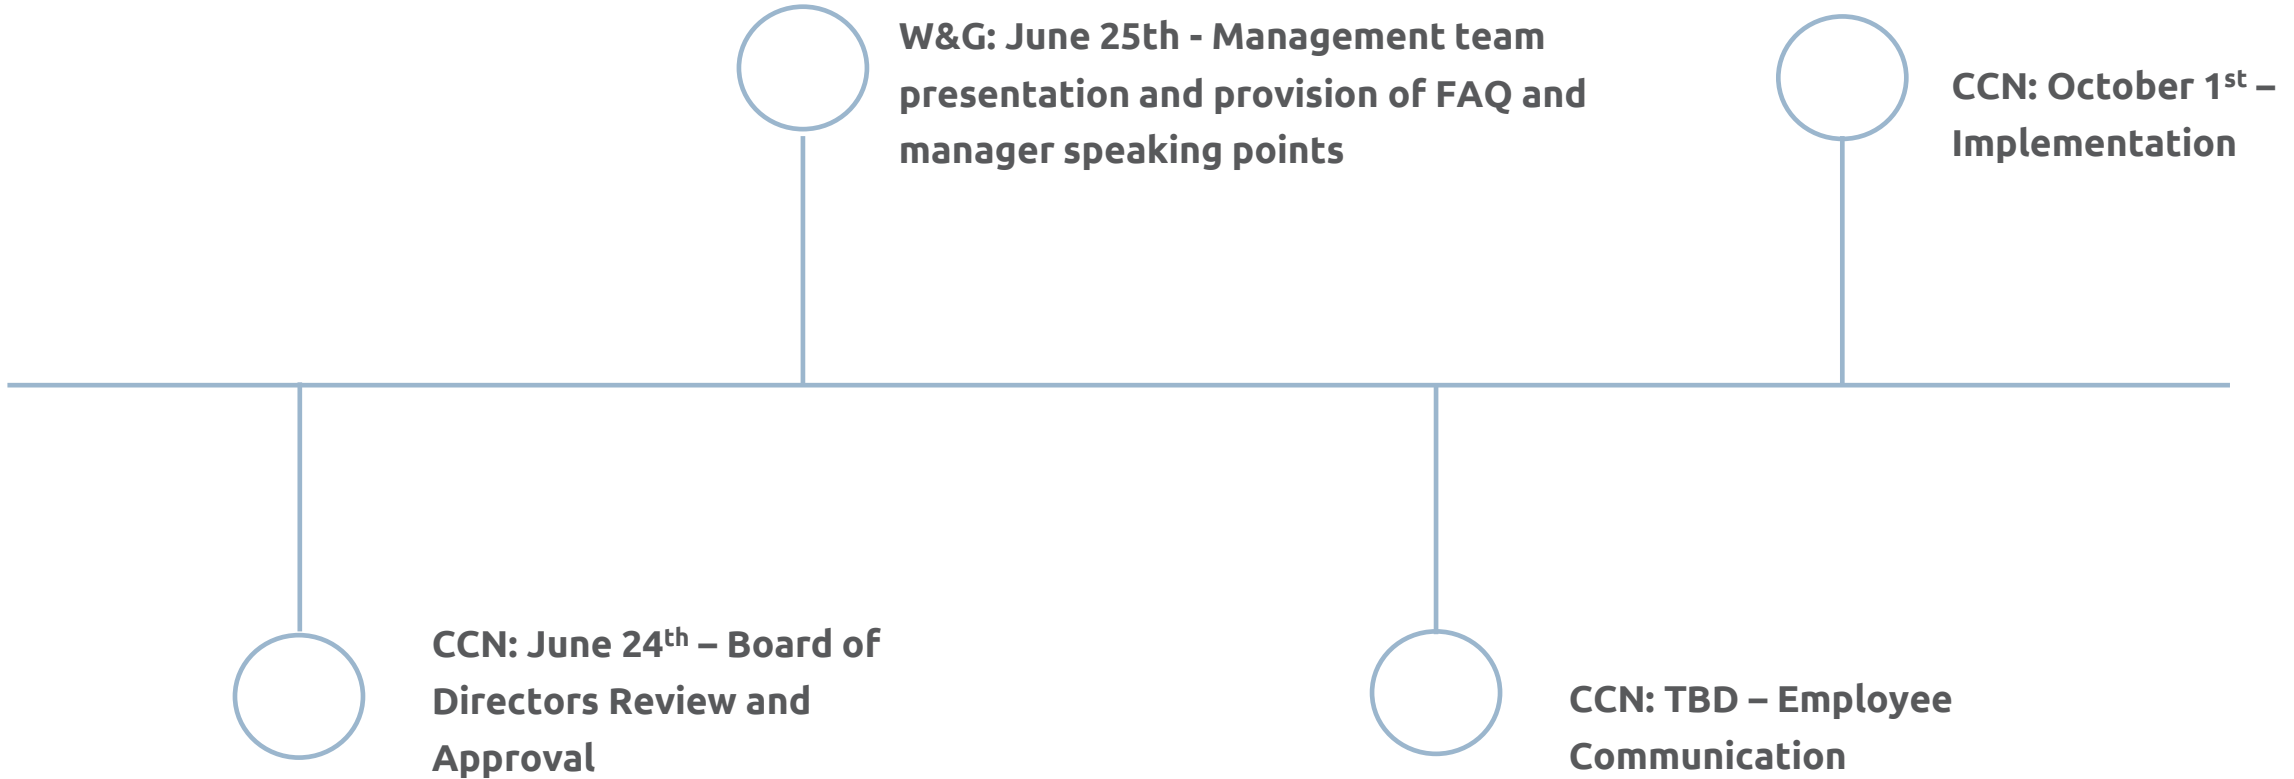 W&G: June 25th - Management team
presentation and provision of FAQ and
manager speaking points
CCN: October 1st –
Implementation
CCN: June 24th – Board of
Directors Review and
Approval
CCN: TBD – Employee
Communication